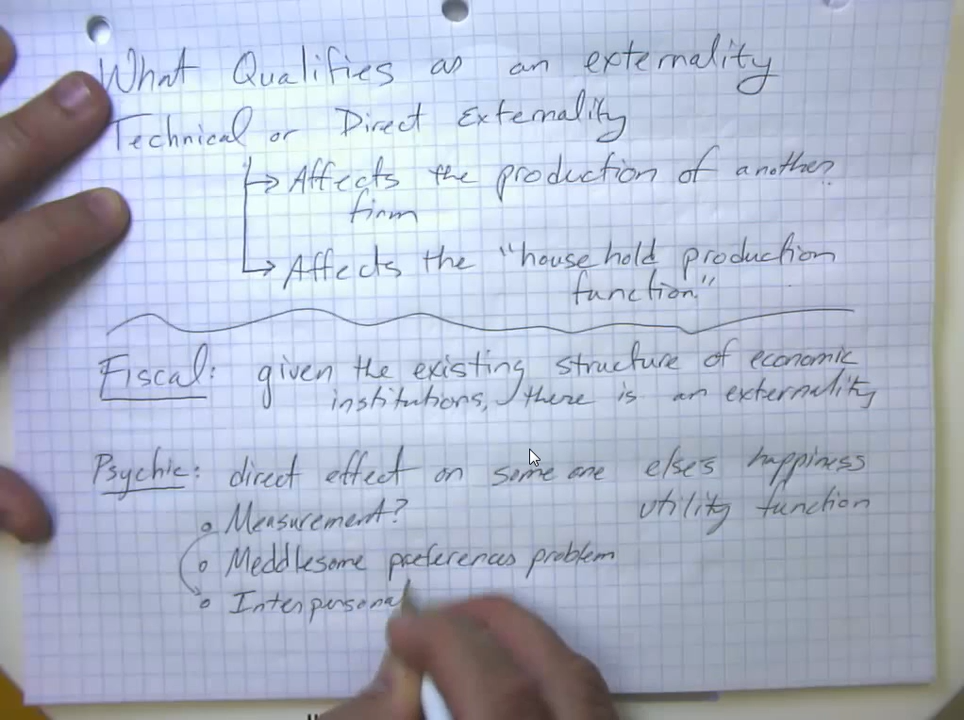 What Qualifies as an externality
Technical or Direct Externality
→ Affects the production of another
firm
→ Affects the "household production
function"
Fiscal: given the existing structure of economic
institutions, there is an externality
Psychic: direct effect on some one else's happiness
utility function
• Measurement?
• Meddlesome preferences problem
• Interpersonal